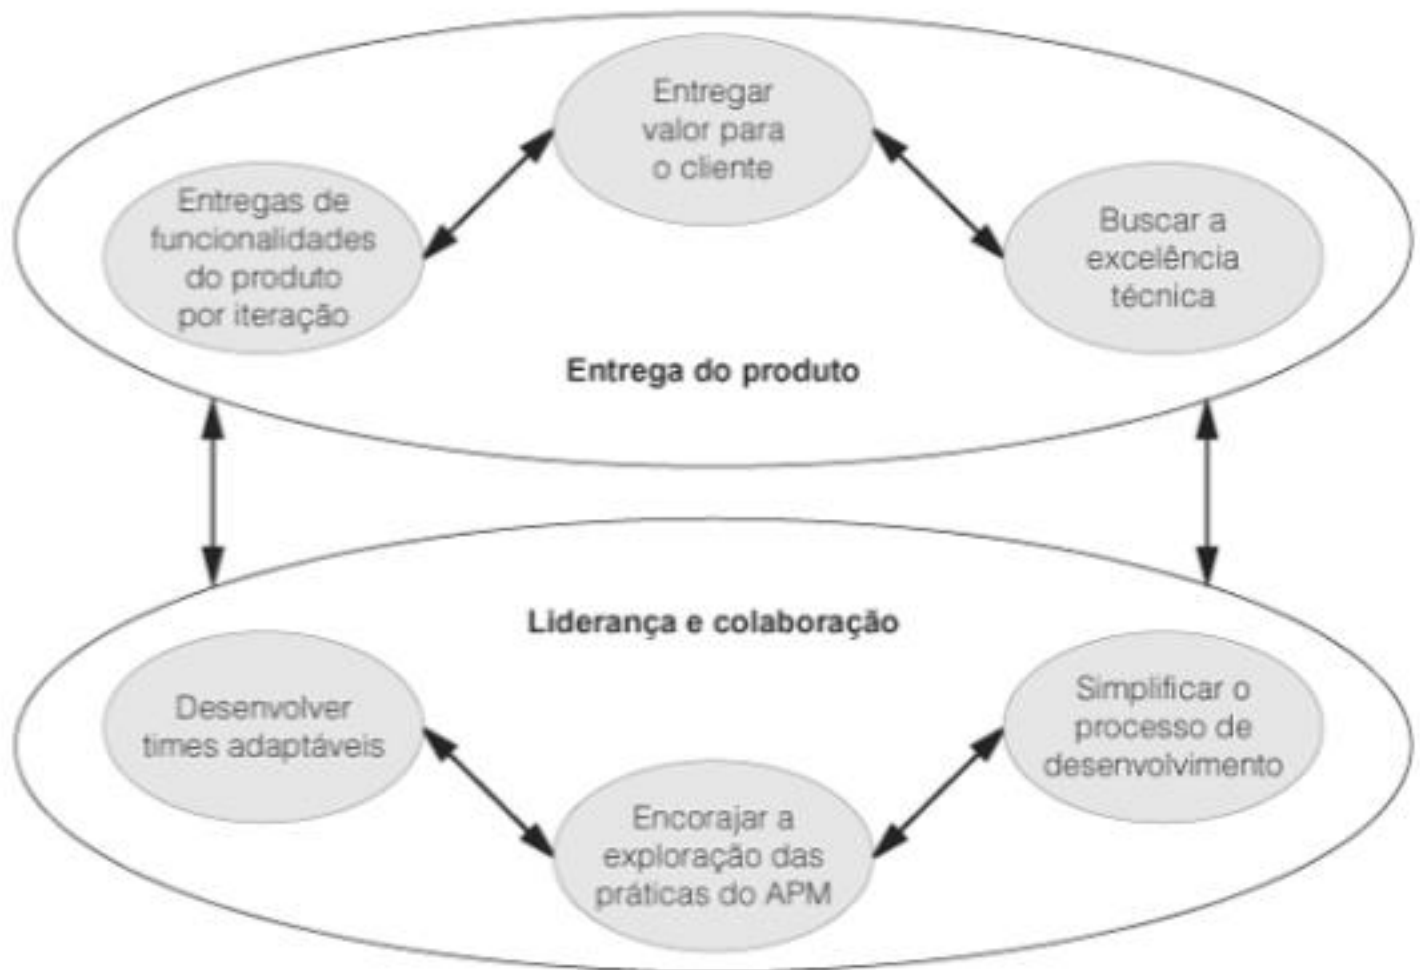 Entregar
valor para
o cliente
Entregas de
funcionalidades
do produto
por iteração
Buscar a
excelência
técnica
Entrega do produto
Liderança e colaboração
Desenvolver
times adaptáveis
Simplificar o
processo de
desenvolvimento
Encorajar a
exploração das
práticas do APM